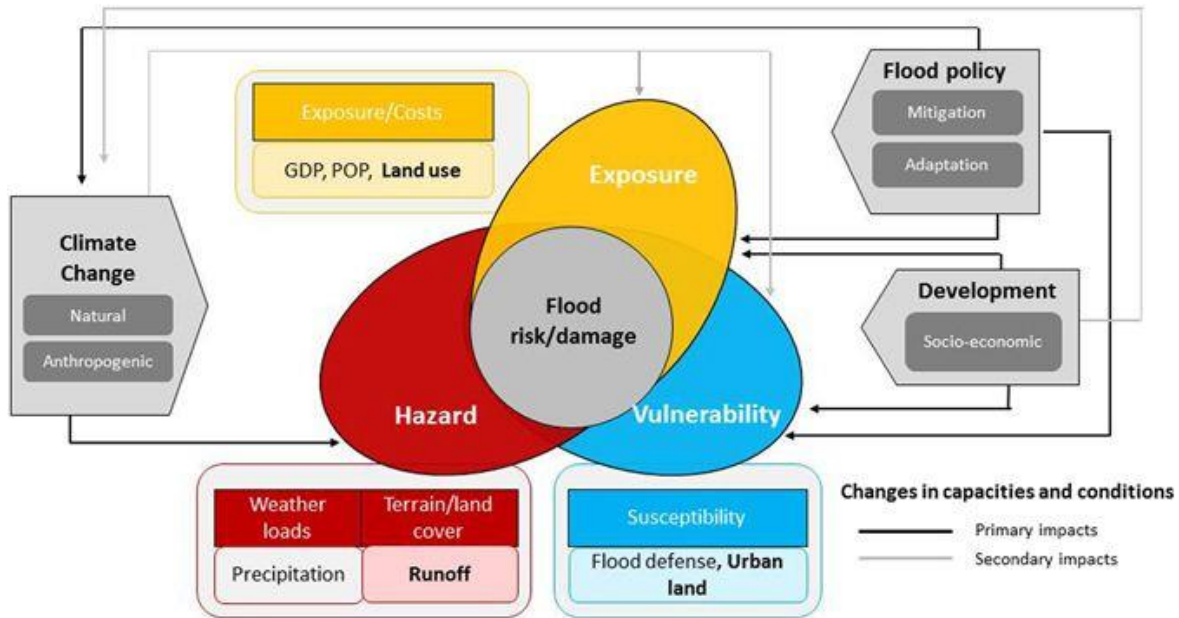 Flood policy
Mitigation
Adaptation
Exposure/Costs
GDP, POP, Land use
Exposure
Climate
Change
Natural
Anthropogenic
Flood
risk/damage
Development
Socio-economic
Hazard
Vulnerability
Weather
loads
Terrain/land
cover
Precipitation
Runoff
Susceptibility
Flood defense, Urban
land
Changes in capacities and conditions
Primary impacts
Secondary impacts